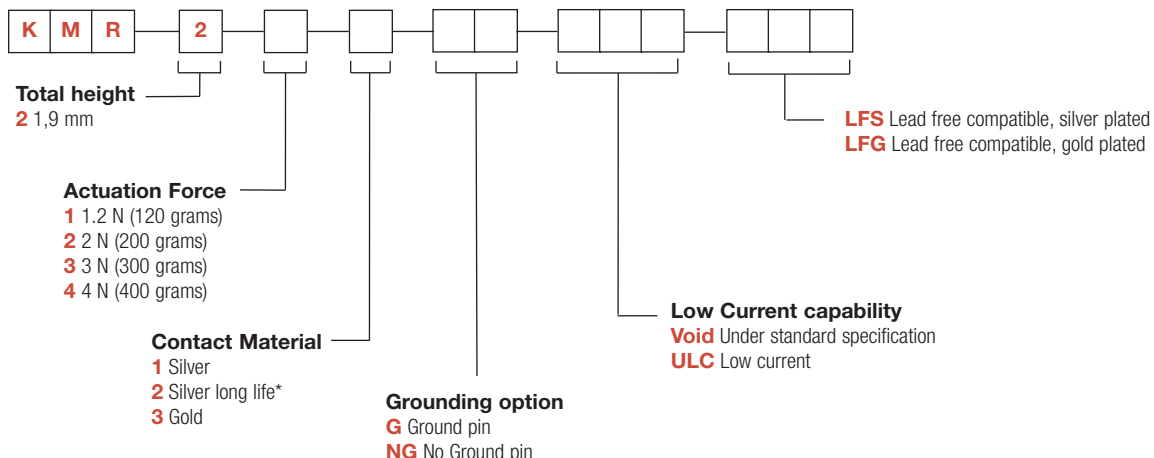 K M R 2
Total height
2 1,9 mm
LFS Lead free compatible, silver plated
LFG Lead free compatible, gold plated
Actuation Force
1 1.2 N (120 grams)
2 2 N (200 grams)
3 3 N (300 grams)
4 4 N (400 grams)
Low Current capability
Void Under standard specification
ULC Low current
Contact Material
1 Silver
2 Silver long life*
3 Gold
Grounding option
G Ground pin
NG No Ground pin